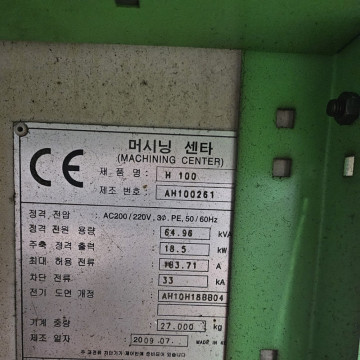 CE
머시닝 센타
(MACHINING CENTER)
제 품 명 : H 100
제조 번호: AH100261
정격 전압 : AC200/220V, 3Φ, PE, 50/60Hz
정격 전원 용량 64.96 kVA
주축 정격 출력 18.5 kW
최대 허용 전류 163.71 A
차단 전류 33 kA
전기 도면 개정 AH10H18BB04
기계 중량 27.000 kg
제조 일자 2009.07. MADE IN